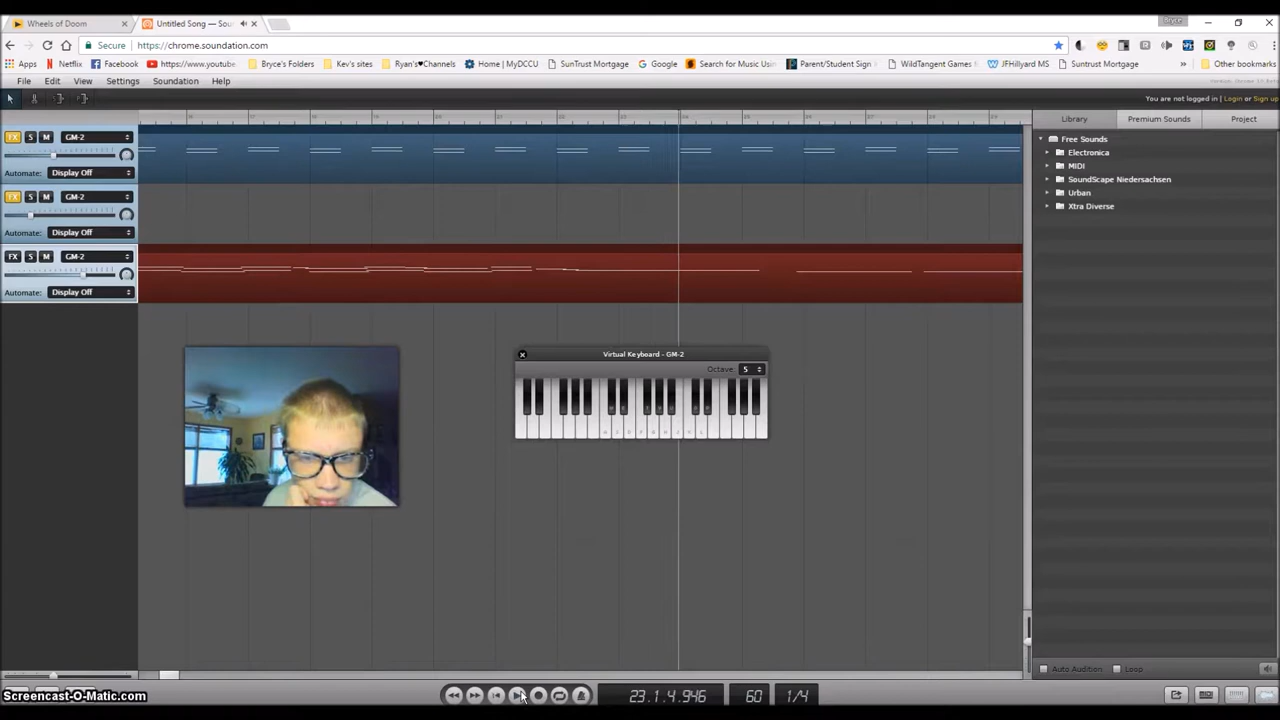 Wheels of Doom
Untitled Song — Sou
Bryce
Secure
https://chrome.soundation.com
Apps
Netflix
Facebook
https://www.youtube
Bryce's Folders
Kev's sites
Ryan's♥Channels
Home | MyDCCU
SunTrust Mortgage
Google
Search for Music Usin
Parent/Student Sign
WildTangent Games
JFHillyard MS
Suntrust Mortgage
»
Other bookmarks
File Edit View Settings Soundation Help
You are not logged in | Login or Sign up
Library Premium Sounds Project
FX S M GM-2
Automate: Display Off
FX S M GM-2
Automate: Display Off
FX S M GM-2
Automate: Display Off
Free Sounds
Electronica
MIDI
SoundScape Niedersachsen
Urban
Xtra Diverse
Virtual Keyboard - GM-2
Octave: 5
Auto Audition Loop
Screencast-O-Matic.com
23.1.4.946 60 1/4